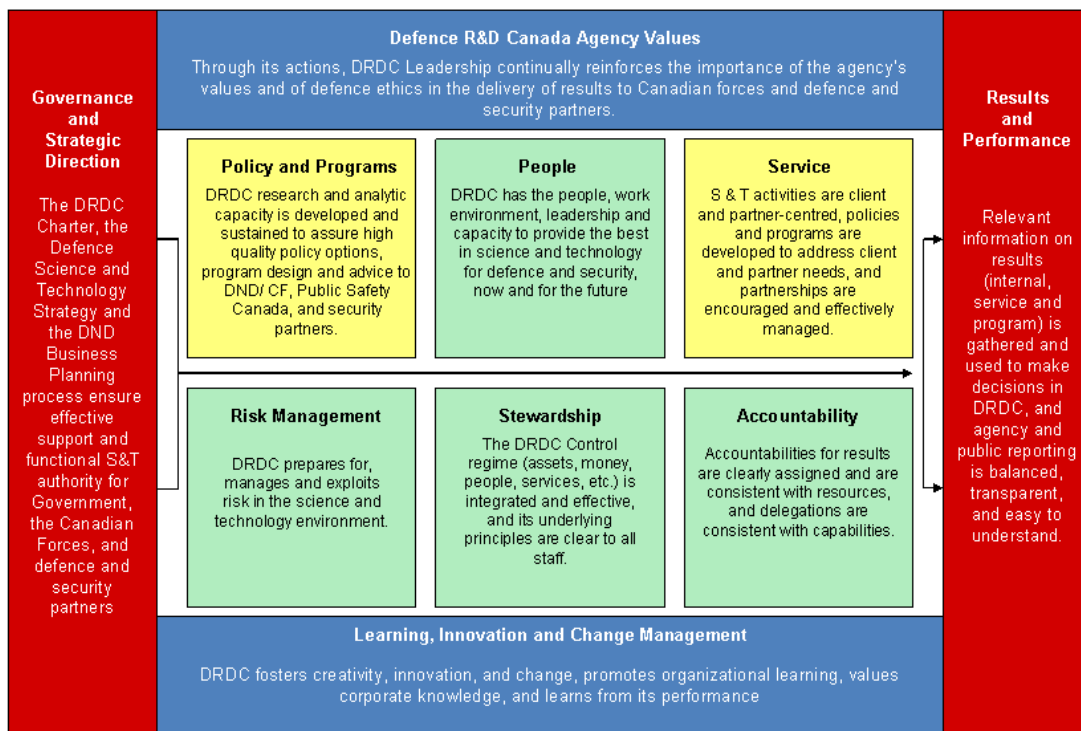 Defence R&D Canada Agency Values
Through its actions, DRDC Leadership continually reinforces the importance of the agency's
values and of defence ethics in the delivery of results to Canadian forces and defence and
security partners.
Governance
and
Strategic
Direction
The DRDC
Charter, the
Defence
Science and
Technology
Strategy and
the DND
Business
Planning
process ensure
effective
support and
functional S&T
authority for
Government,
the Canadian
Forces, and
defence and
security
partners
Policy and Programs
DRDC research and analytic
capacity is developed and
sustained to assure high
quality policy options,
program design and advice to
DND/ CF, Public Safety
Canada, and security
partners.
People
DRDC has the people, work
environment, leadership and
capacity to provide the best
in science and technology
for defence and security,
now and for the future
Service
S & T activities are client
and partner-centred, policies
and programs are
developed to address client
and partner needs, and
partnerships are
encouraged and effectively
managed.
Risk Management
DRDC prepares for,
manages and exploits
risk in the science and
technology environment.
Stewardship
The DRDC Control
regime (assets, money,
people, services, etc.) is
integrated and effective,
and its underlying
principles are clear to all
staff.
Accountability
Accountabilities for results
are clearly assigned and are
consistent with resources,
and delegations are
consistent with capabilities.
Results
and
Performance
Relevant
information on
results
(internal,
service and
program) is
gathered and
used to make
decisions in
DRDC, and
agency and
public reporting
is balanced,
transparent,
and easy to
understand.
Learning, Innovation and Change Management
DRDC fosters creativity, innovation, and change, promotes organizational learning, values
corporate knowledge, and learns from its performance